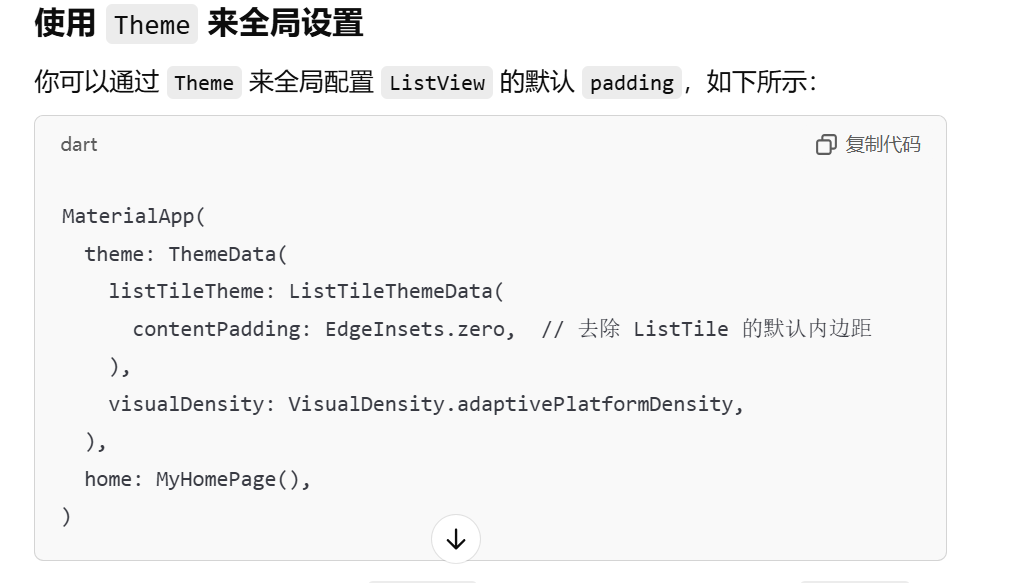 使用 Theme 来全局设置
你可以通过 Theme 来全局配置 ListView 的默认 padding，如下所示：
dart
复制代码
MaterialApp(
  theme: ThemeData(
    listTileTheme: ListTileThemeData(
      contentPadding: EdgeInsets.zero,  // 去除 ListTile 的默认内边距
    ),
    visualDensity: VisualDensity.adaptivePlatformDensity,
  ),
  home: MyHomePage(),
)